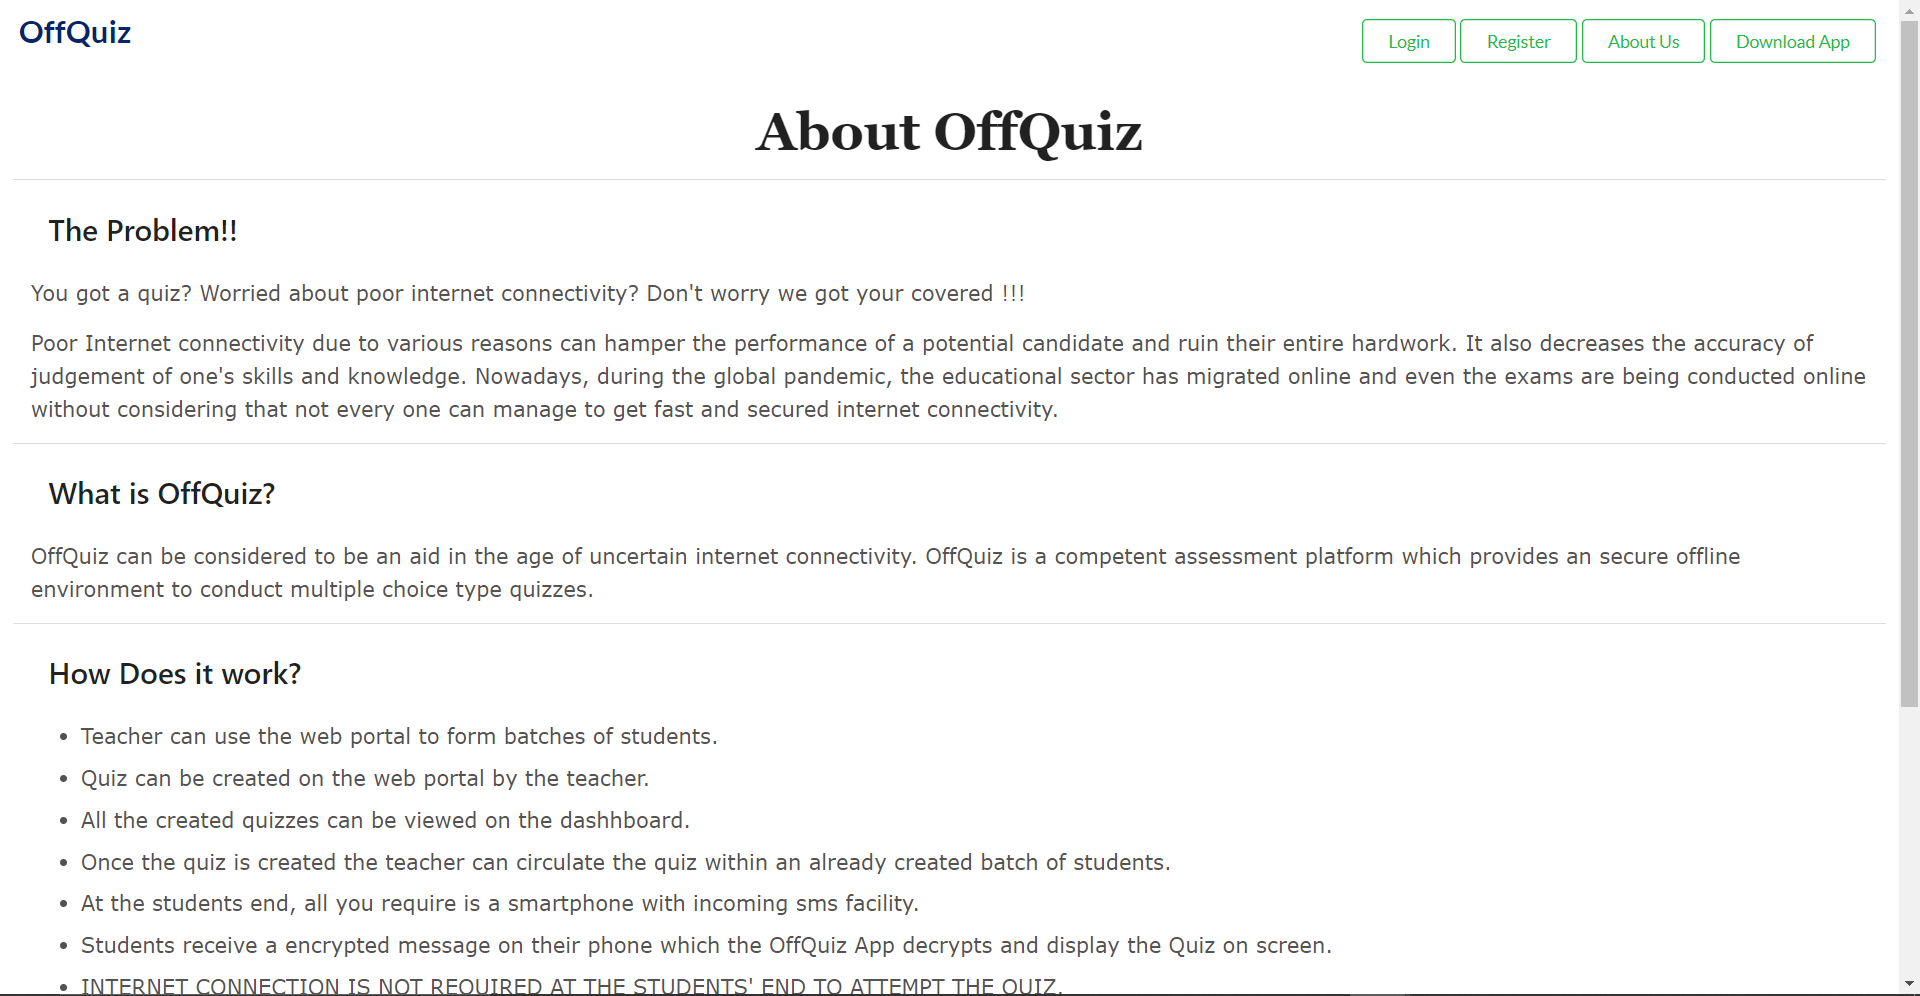 OffQuiz
Login
Register
About Us
Download App
About OffQuiz
The Problem!!
You got a quiz? Worried about poor internet connectivity? Don't worry we got your covered !!!
Poor Internet connectivity due to various reasons can hamper the performance of a potential candidate and ruin their entire hardwork. It also decreases the accuracy of
judgement of one's skills and knowledge. Nowadays, during the global pandemic, the educational sector has migrated online and even the exams are being conducted online
without considering that not every one can manage to get fast and secured internet connectivity.
What is OffQuiz?
OffQuiz can be considered to be an aid in the age of uncertain internet connectivity. OffQuiz is a competent assessment platform which provides an secure offline
environment to conduct multiple choice type quizzes.
How Does it work?
Teacher can use the web portal to form batches of students.
Quiz can be created on the web portal by the teacher.
All the created quizzes can be viewed on the dashhboard.
Once the quiz is created the teacher can circulate the quiz within an already created batch of students.
At the students end, all you require is a smartphone with incoming sms facility.
Students receive a encrypted message on their phone which the OffQuiz App decrypts and display the Quiz on screen.
INTERNET CONNECTION IS NOT REQUIRED AT THE STUDENTS' END TO ATTEMPT THE QUIZ.